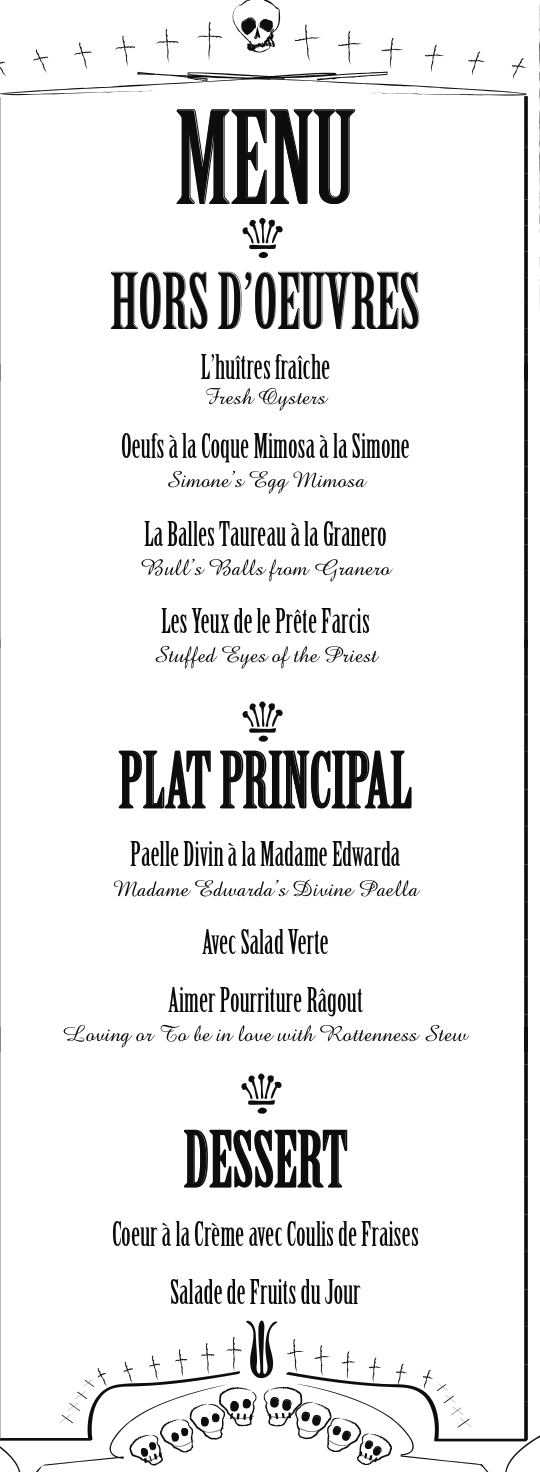 MENU
HORS D'OEUVRES
L'huîtres fraîche
Fresh Oysters
Oeufs à la Coque Mimosa à la Simone
Simone's Egg Mimosa
La Balles Taureau à la Granero
Bull's Balls from Granero
Les Yeux de le Prête Farcis
Stuffed Eyes of the Priest
PLAT PRINCIPAL
Paelle Divin à la Madame Edwarda
Madame Edwarda's Divine Paella
Avec Salad Verte
Aimer Pourriture Râgout
Loving or To be in love with Rottenness Stew
DESSERT
Coeur à la Crème avec Coulis de Fraises
Salade de Fruits du Jour